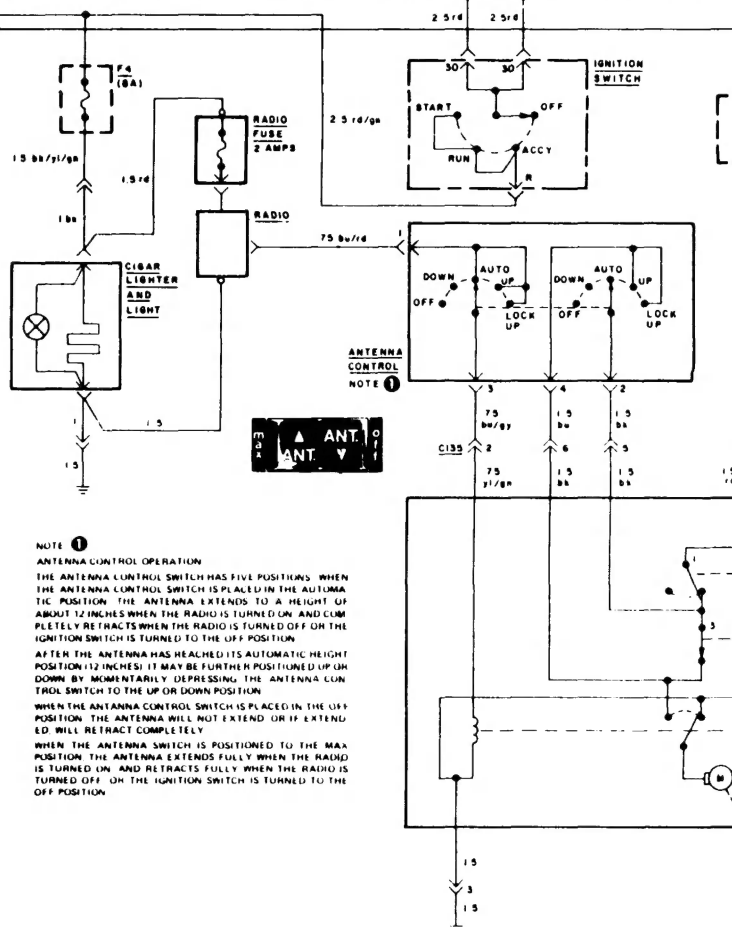 2 5 rd
2 5 rd
F4
(8A)
30
30
IGNITION
SWITCH
START
OFF
RADIO
FUSE
2 AMPS
2 5 rd/gn
RUN
ACCY
R
1 5 bk/yl/gn
1.5 rd
1 bk
RADIO
75 bu/rd
1
CIGAR
LIGHTER
AND
LIGHT
DOWN
AUTO
UP
OFF
LOCK
UP
DOWN
AUTO
UP
OFF
LOCK
UP
ANTENNA
CONTROL
NOTE 1
3
4
2
75
bu/gy
1 5
bu
1 5
bk
1
1 5
1 5
max
▲ ANT.
ANT. ▼
off
C135
2
6
5
75
yl/gn
1 5
bk
1 5
bk
NOTE 1
ANTENNA CONTROL OPERATION
THE ANTENNA CONTROL SWITCH HAS FIVE POSITIONS WHEN
THE ANTENNA CONTROL SWITCH IS PLACED IN THE AUTOMA
TIC POSITION THE ANTENNA EXTENDS TO A HEIGHT OF
ABOUT 12 INCHES WHEN THE RADIO IS TURNED ON AND COM
PLETELY RETRACTS WHEN THE RADIO IS TURNED OFF OR THE
IGNITION SWITCH IS TURNED TO THE OFF POSITION
AFTER THE ANTENNA HAS REACHED ITS AUTOMATIC HEIGHT
POSITION (12 INCHES) IT MAY BE FURTHER POSITIONED UP OR
DOWN BY MOMENTARILY DEPRESSING THE ANTENNA CON
TROL SWITCH TO THE UP OR DOWN POSITION
WHEN THE ANTANNA CONTROL SWITCH IS PLACED IN THE OFF
POSITION THE ANTENNA WILL NOT EXTEND OR IF EXTEND
ED WILL RETRACT COMPLETELY
WHEN THE ANTENNA SWITCH IS POSITIONED TO THE MAX
POSITION THE ANTENNA EXTENDS FULLY WHEN THE RADIO
IS TURNED ON AND RETRACTS FULLY WHEN THE RADIO IS
TURNED OFF OR THE IGNITION SWITCH IS TURNED TO THE
OFF POSITION
M
1 5
3
1 5